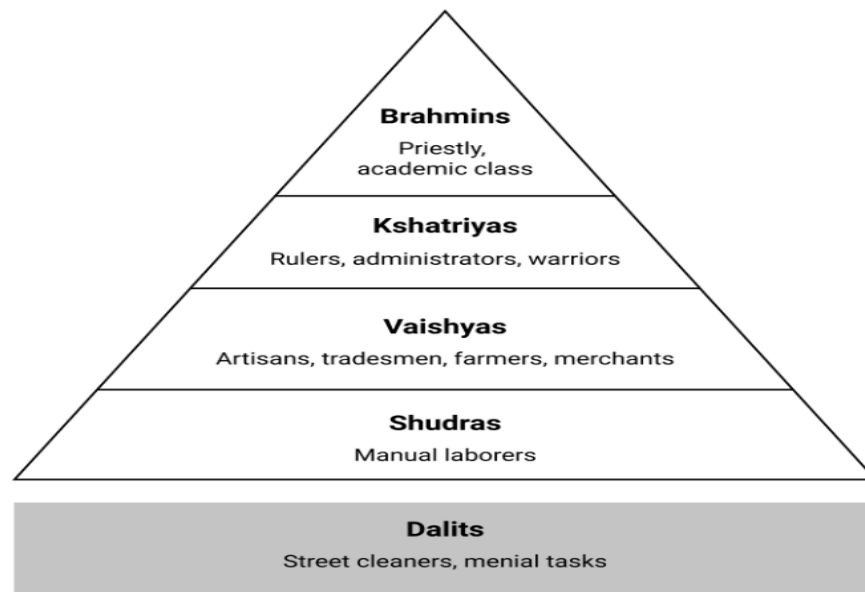 Brahmins
Priestly,
academic class
Kshatriyas
Rulers, administrators, warriors
Vaishyas
Artisans, tradesmen, farmers, merchants
Shudras
Manual laborers
Dalits
Street cleaners, menial tasks